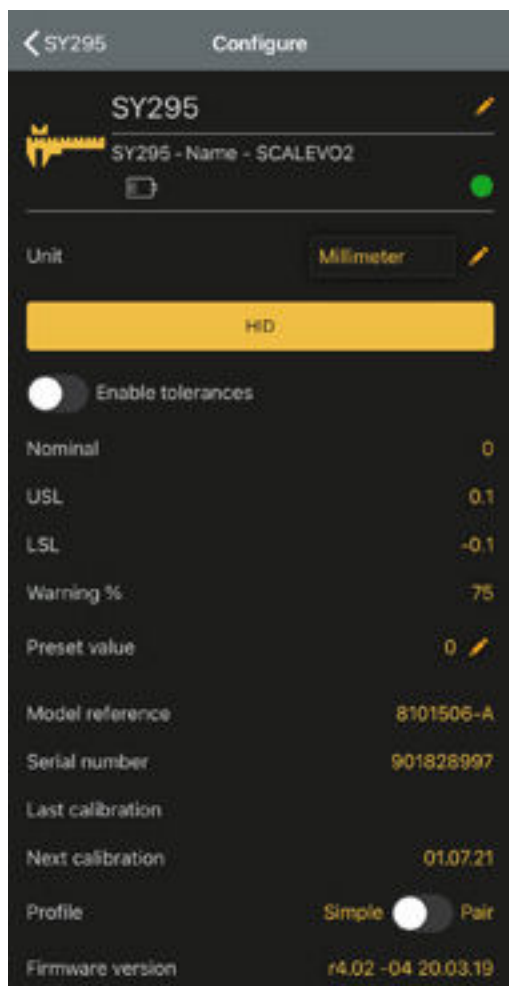 SY295 Configure
SY295
SY295 - Name - SCALEVO2
Unit Millimeter
HID
Enable tolerances
Nominal 0
USL 0.1
LSL -0.1
Warning % 75
Preset value 0
Model reference 8101506-A
Serial number 901828997
Last calibration
Next calibration 01.07.21
Profile Simple Pair
Firmware version r4.02 -04 20.03.19